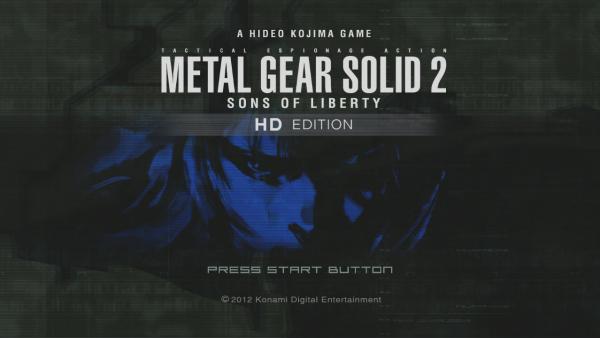 A HIDEO KOJIMA GAME
TACTICAL ESPIONAGE ACTION
METAL GEAR SOLID 2
SONS OF LIBERTY
HD EDITION
PRESS START BUTTON
© 2012 Konami Digital Entertainment